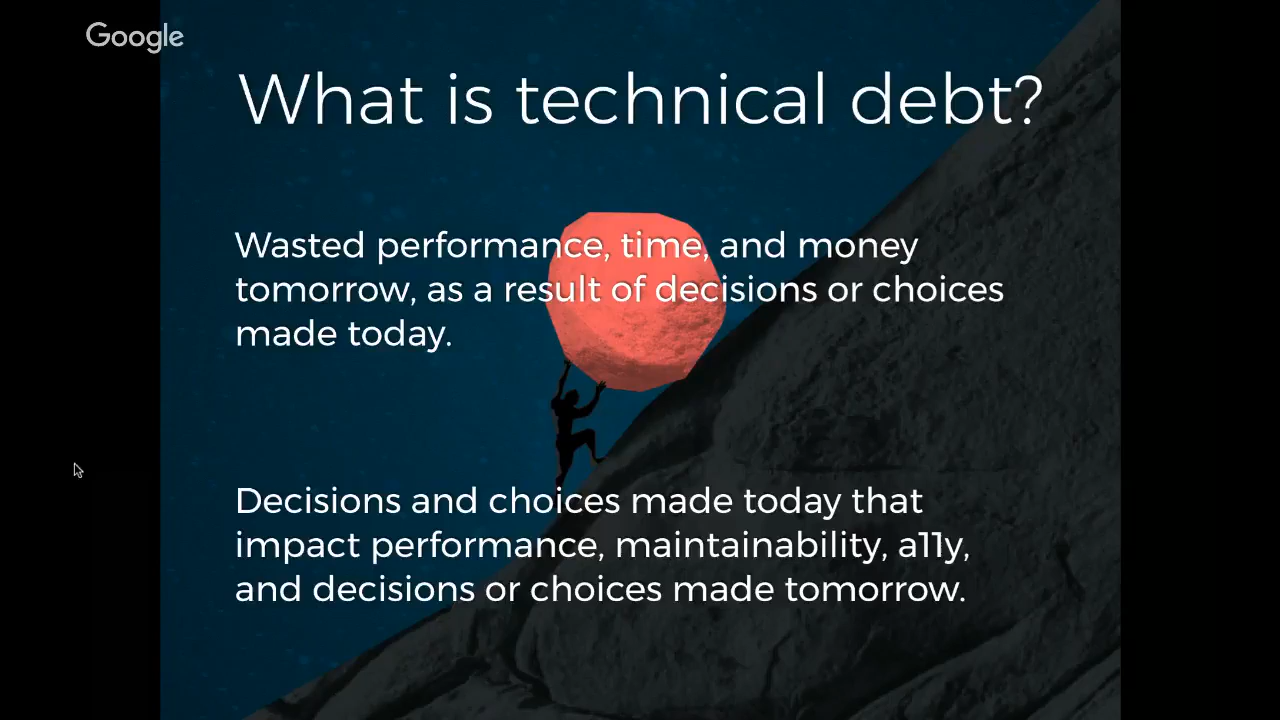 Google
What is technical debt?
Wasted performance, time, and money
tomorrow, as a result of decisions or choices
made today.
Decisions and choices made today that
impact performance, maintainability, a11y,
and decisions or choices made tomorrow.